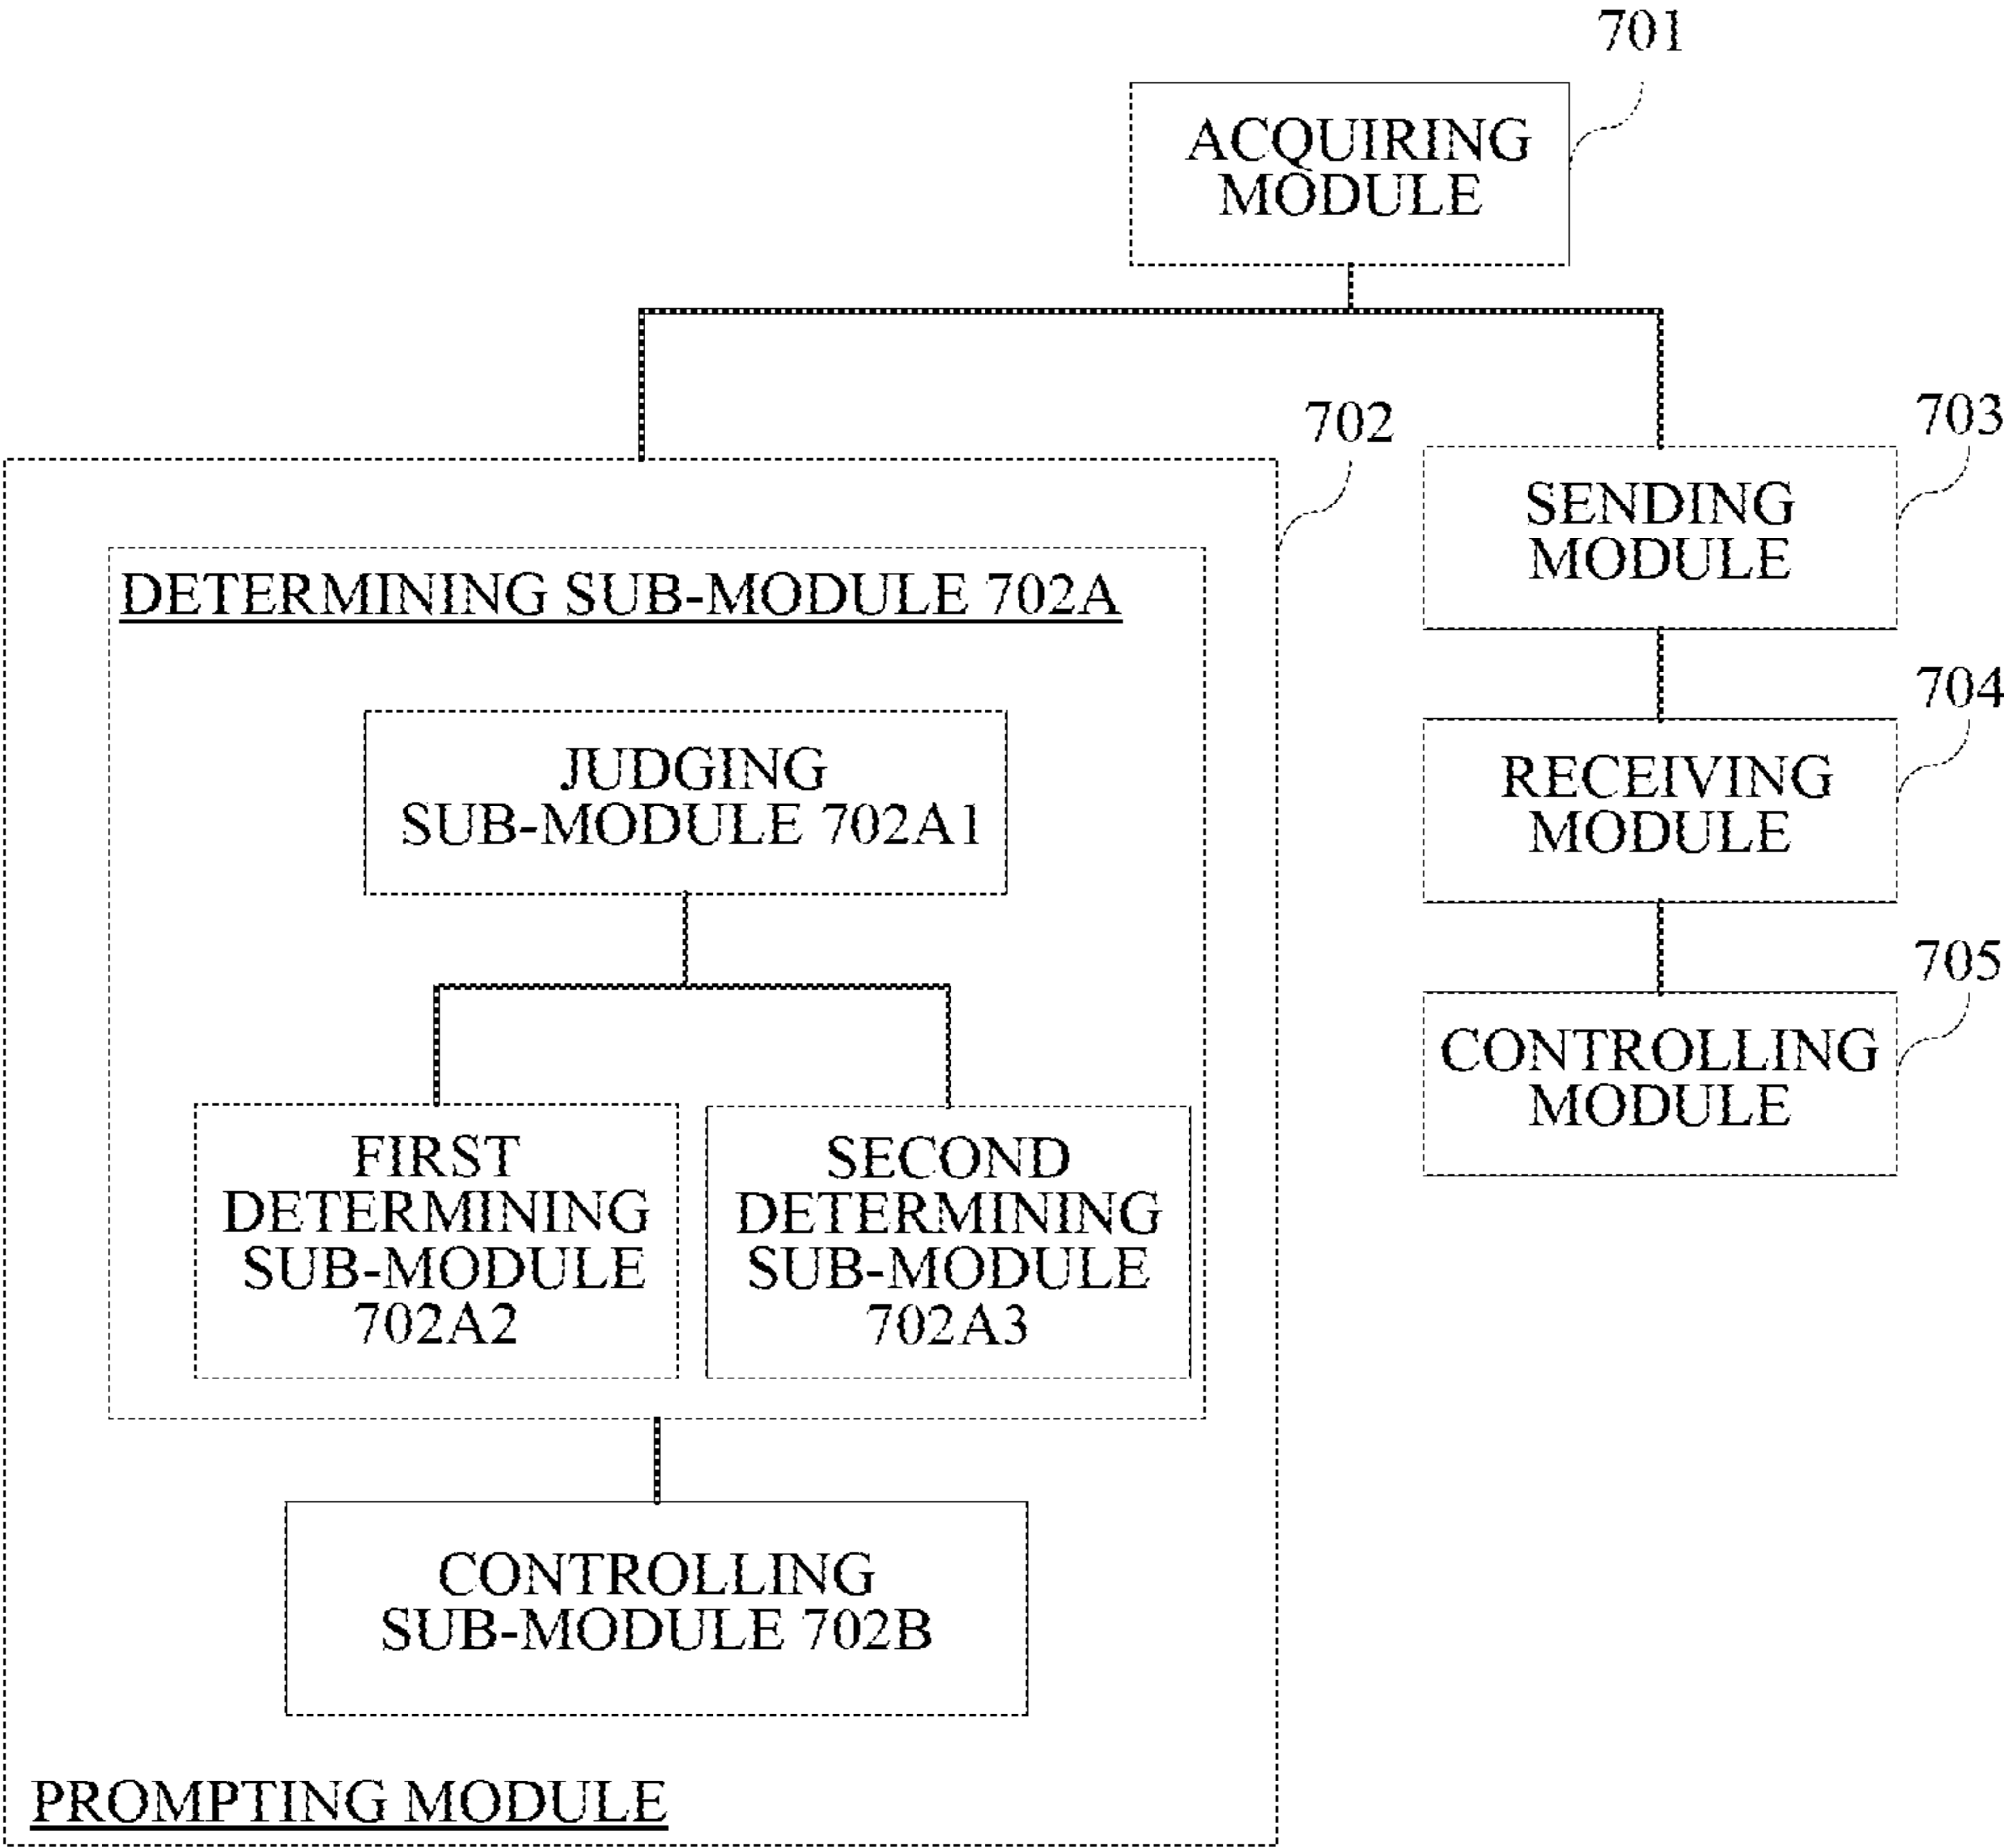 701
ACQUIRING
MODULE
702
703
SENDING
MODULE
DETERMINING SUB-MODULE 702A
704
JUDGING
SUB-MODULE 702A1
RECEIVING
MODULE
705
CONTROLLING
MODULE
FIRST
DETERMINING
SUB-MODULE
702A2
SECOND
DETERMINING
SUB-MODULE
702A3
CONTROLLING
SUB-MODULE 702B
PROMPTING MODULE